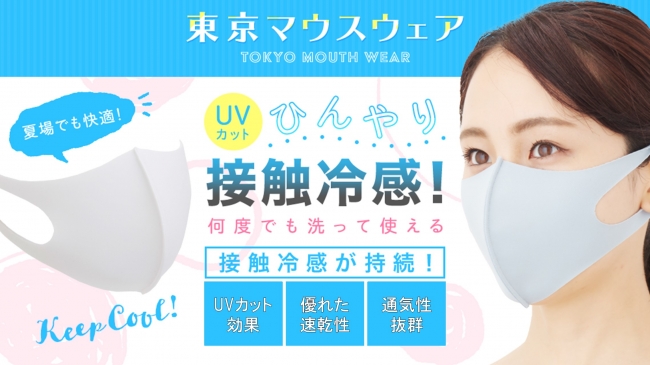 東京マウスウェア
TOKYO MOUTH WEAR
夏場でも快適!
UV
カット
ひんやり
接触冷感!
何度でも洗って使える
接触冷感が持続!
UVカット
効果
優れた
速乾性
通気性
抜群
Keep Cool!